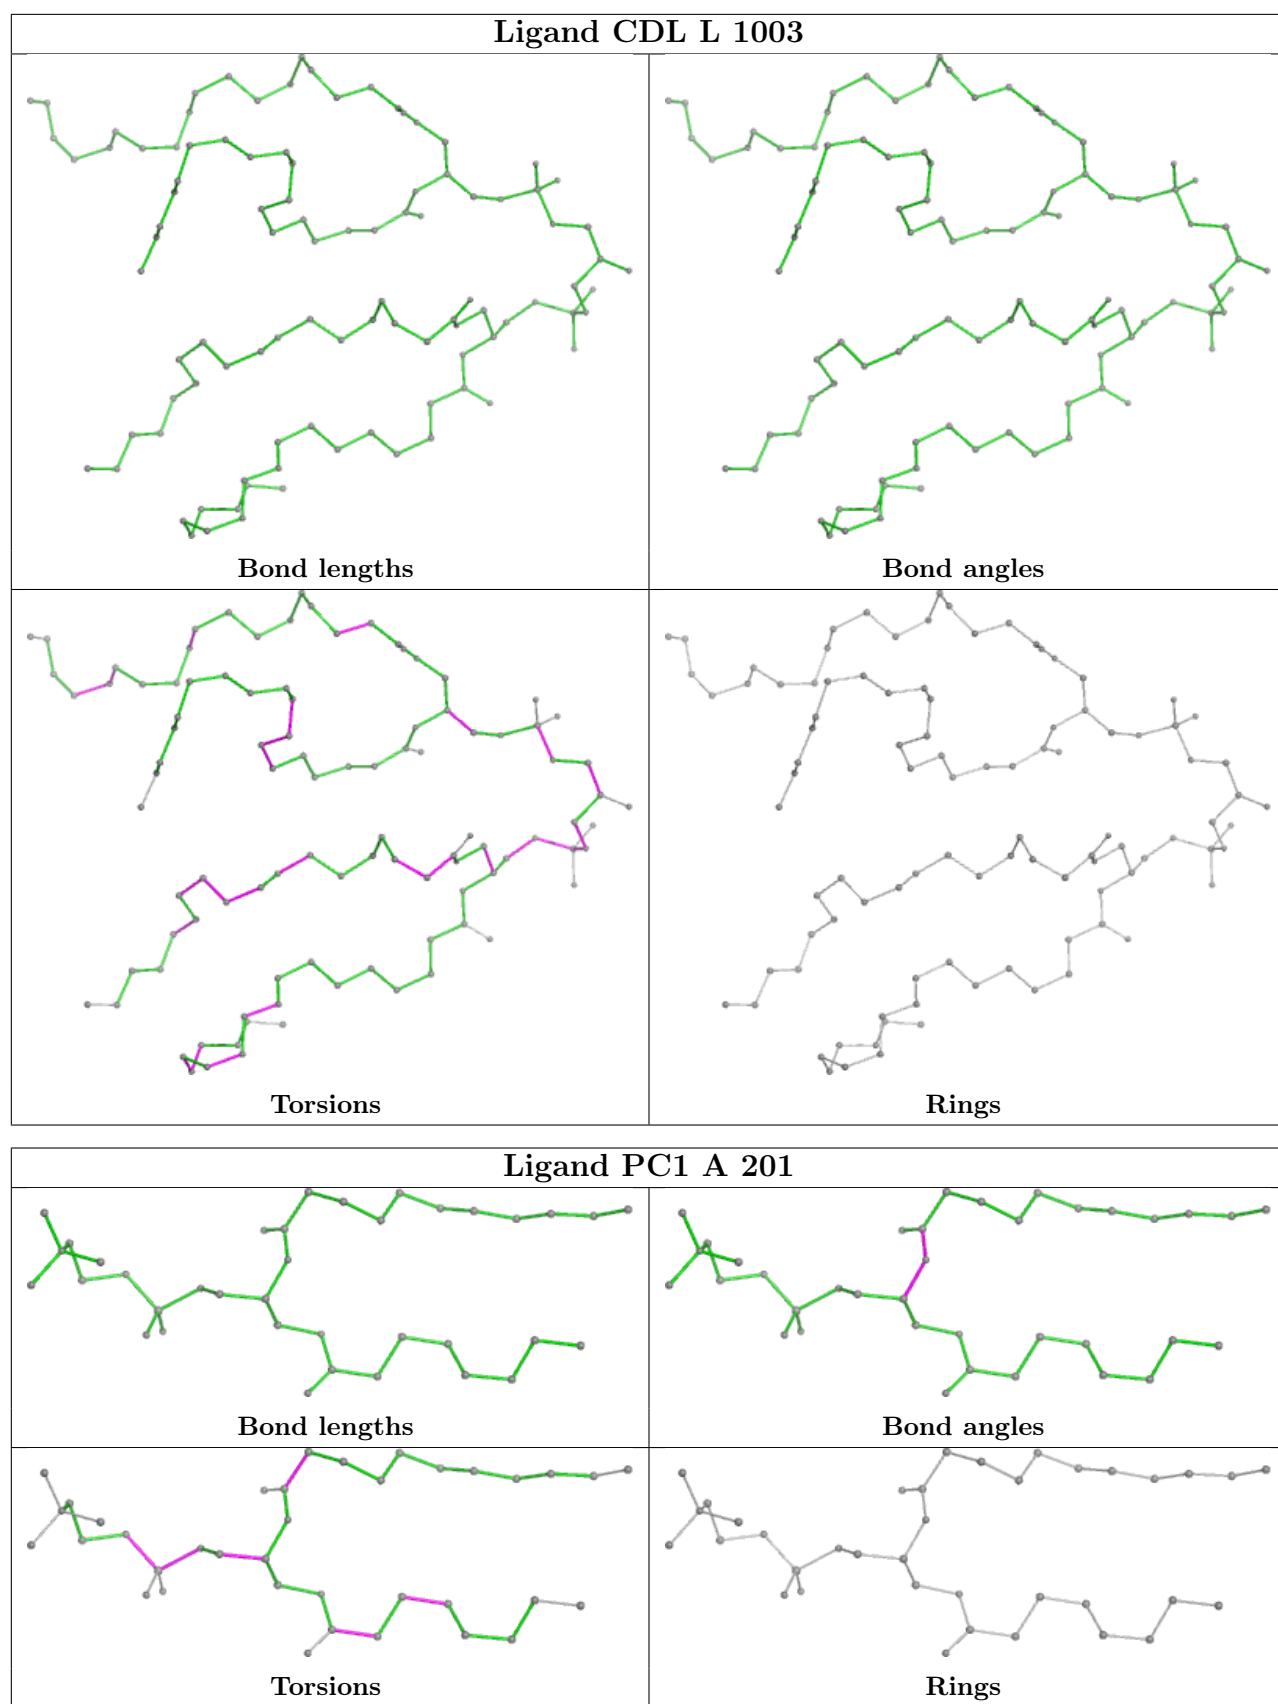 Ligand CDL L 1003
Bond lengths
Bond angles
Torsions
Rings
Ligand PC1 A 201
Bond lengths
Bond angles
Torsions
Rings